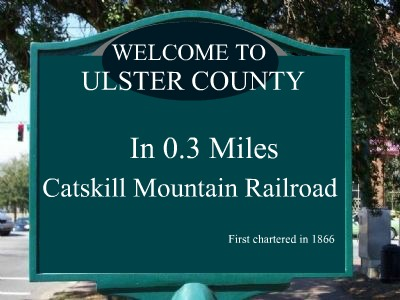 WELCOME TO
ULSTER COUNTY
In 0.3 Miles
Catskill Mountain Railroad
First chartered in 1866